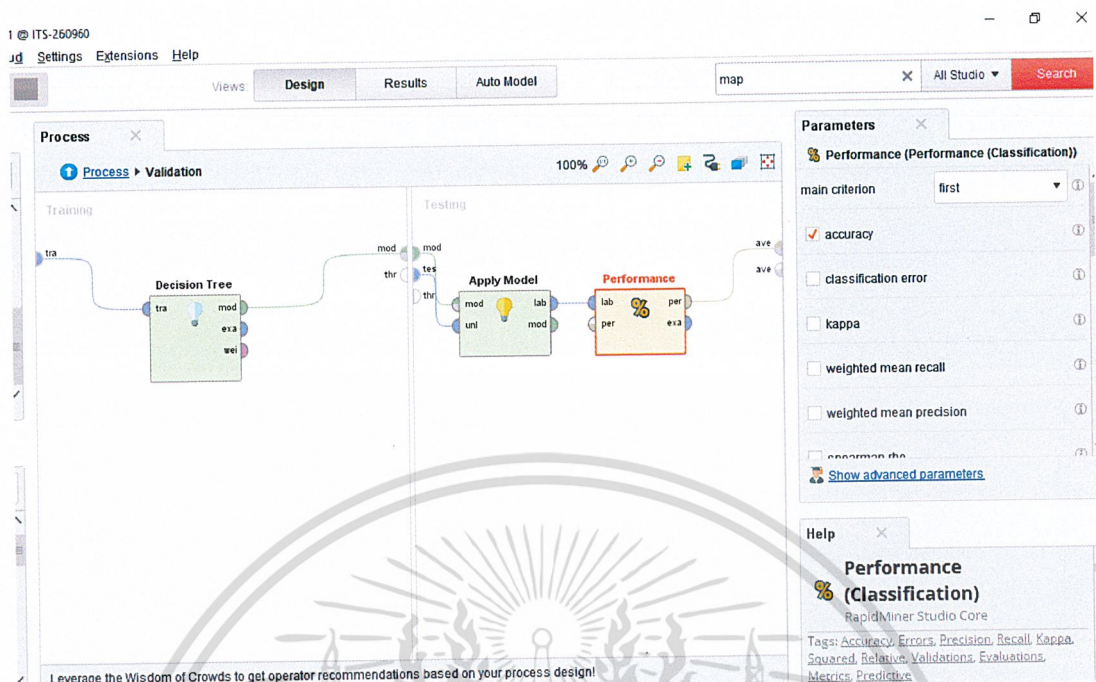 1 @ ITS-260960
Settings Extensions Help
Views: Design Results Auto Model
map
All Studio
Search
Process
Process ▸ Validation
100%
Training
Testing
tra
mod
thr
mod
tes
thr
ave
ave
Decision Tree
tra mod
exa
wei
Apply Model
mod lab
unl mod
Performance
lab per
per exa
Leverage the Wisdom of Crowds to get operator recommendations based on your process design!
Parameters
% Performance (Performance (Classification))
main criterion first
accuracy
classification error
kappa
weighted mean recall
weighted mean precision
spearman rho
Show advanced parameters
Help
Performance
% (Classification)
RapidMiner Studio Core
Tags: Accuracy, Errors, Precision, Recall, Kappa,
Squared, Relative, Validations, Evaluations,
Metrics, Predictive